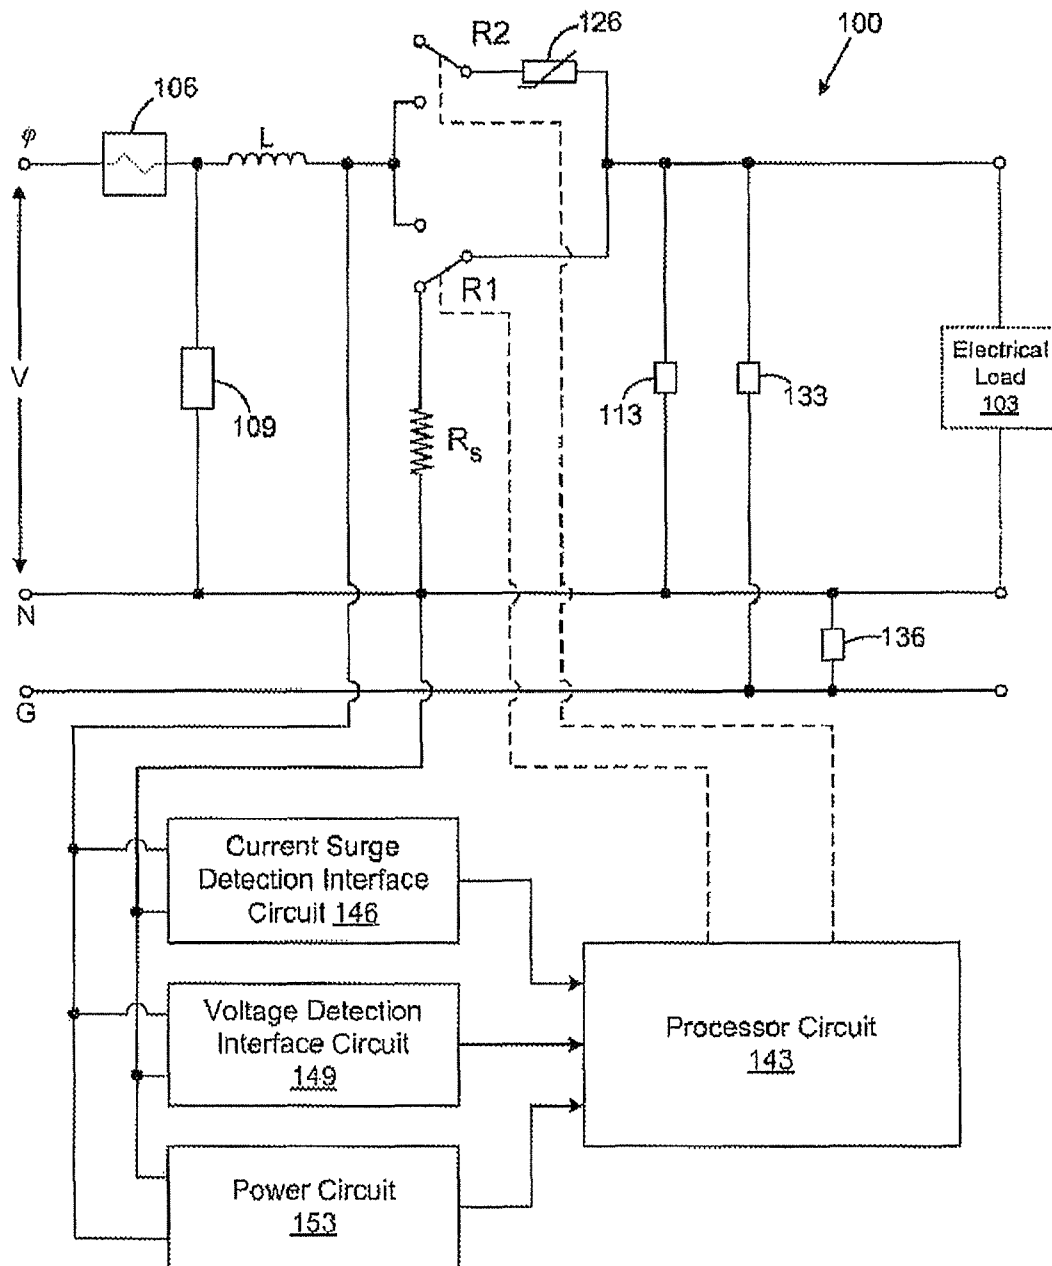 R2
126
100
106
φ
L
R1
V
109
Rs
113
133
Electrical
Load
103
N
136
G
Current Surge
Detection Interface
Circuit 146
Voltage Detection
Interface Circuit
149
Processor Circuit
143
Power Circuit
153